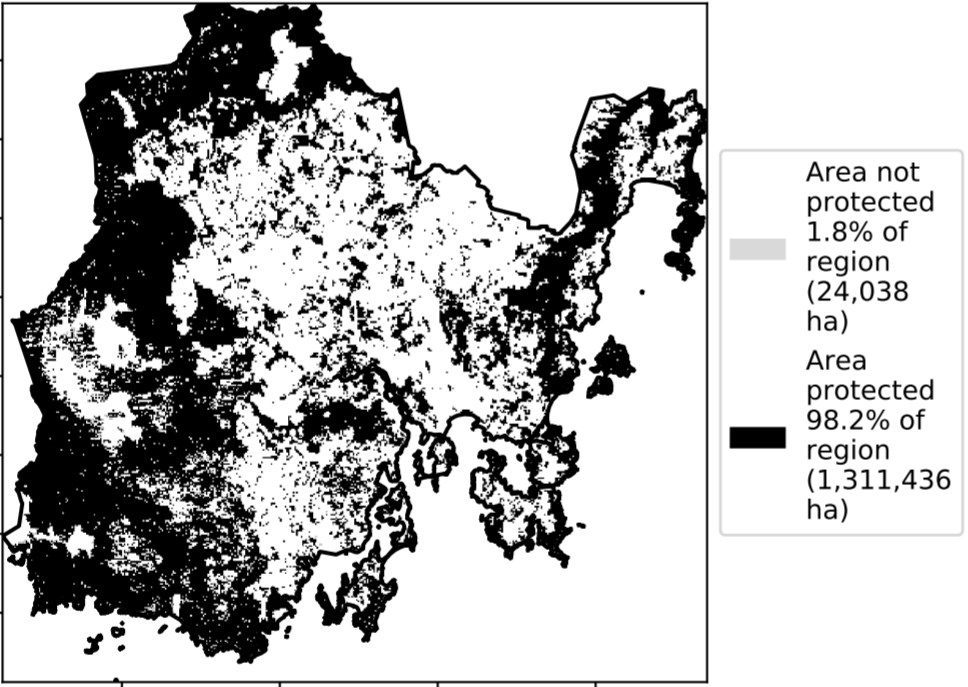 Area not
protected
1.8% of
region
(24,038
ha)
Area
protected
98.2% of
region
(1,311,436
ha)